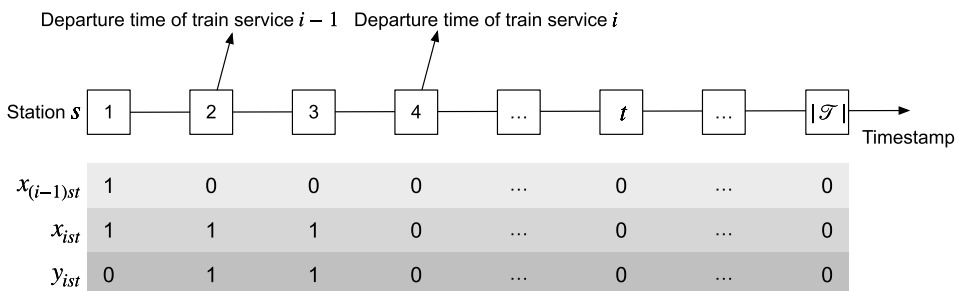 Departure time of train service i − 1 Departure time of train service i
Station s 1 2 3 4 ... t ... |𝒯|
Timestamp
x(i−1)st 1 0 0 0 ... 0 ... 0
xist 1 1 1 0 ... 0 ... 0
yist 0 1 1 0 ... 0 ... 0